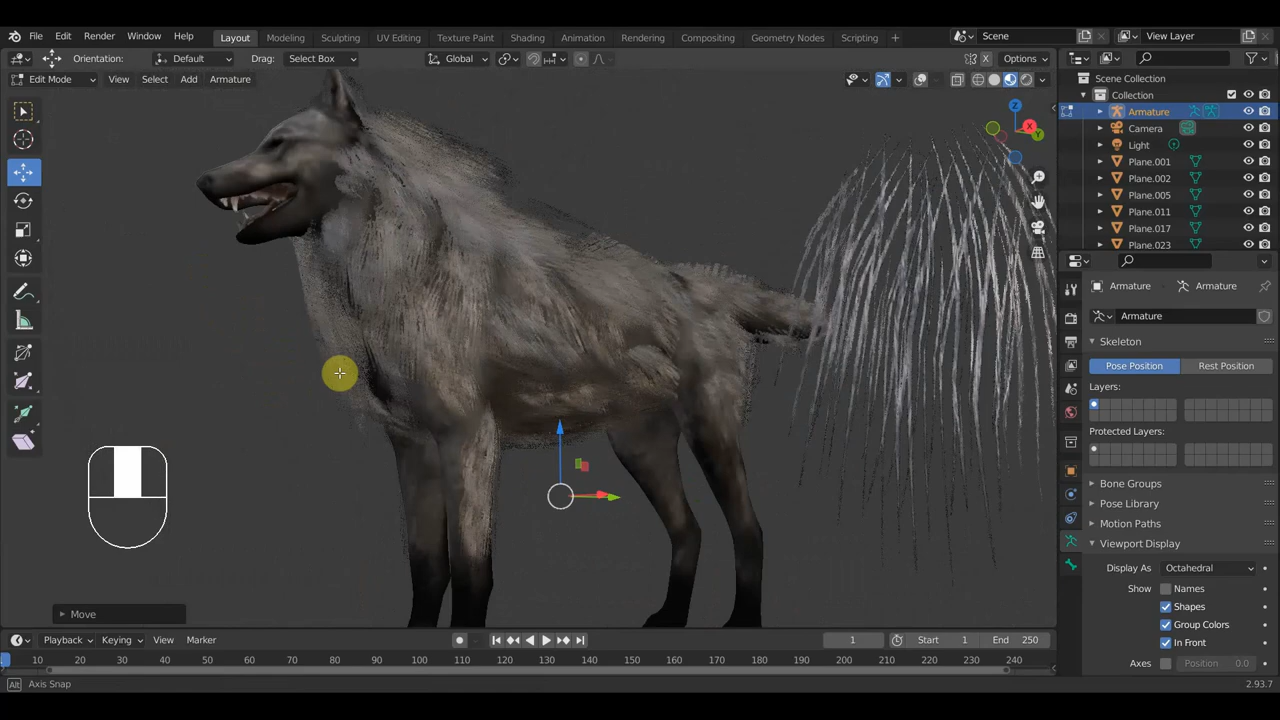 File Edit Render Window Help Layout Modeling Sculpting UV Editing Texture Paint Shading Animation Rendering Compositing Geometry Nodes Scripting + Scene View Layer
Orientation: Default Drag: Select Box Global Options
Edit Mode View Select Add Armature
Scene Collection
Collection
Armature
Camera
Light
Plane.001
Plane.002
Plane.005
Plane.011
Plane.017
Plane.023
Z
X
Y
Armature Armature
Armature
Skeleton
Pose Position Rest Position
Layers:
Protected Layers:
Bone Groups
Pose Library
Motion Paths
Viewport Display
Display As Octahedral
Show Names
Shapes
Group Colors
In Front
Axes Position 0.0
Move
Playback Keying View Marker 1 Start 1 End 250
10 20 30 40 50 60 70 80 90 100 110 120 130 140 150 160 170 180 190 200 210 220 230 240
Alt Axis Snap 2.93.7